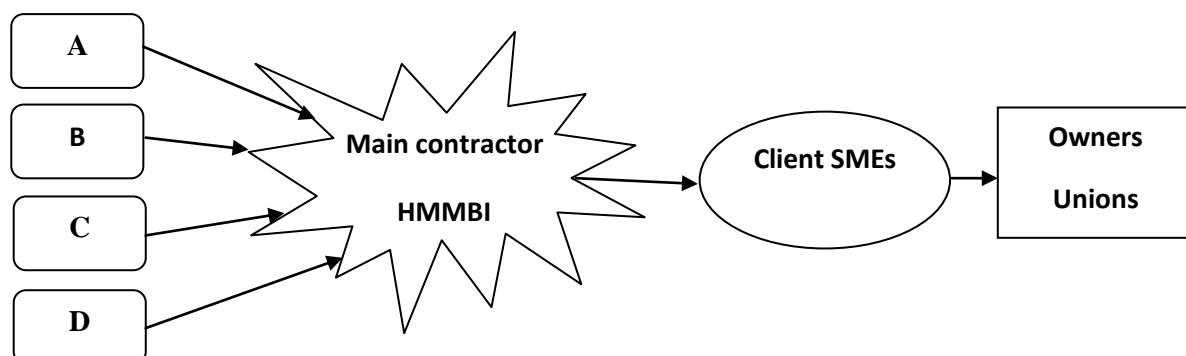 A
B
C
D
Main contractor
HMMBI
Client SMEs
Owners
Unions